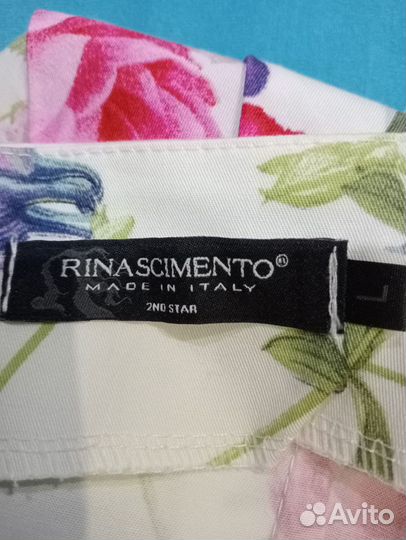 RINASCIMENTO®
MADE IN ITALY
2ND STAR
L
Avito